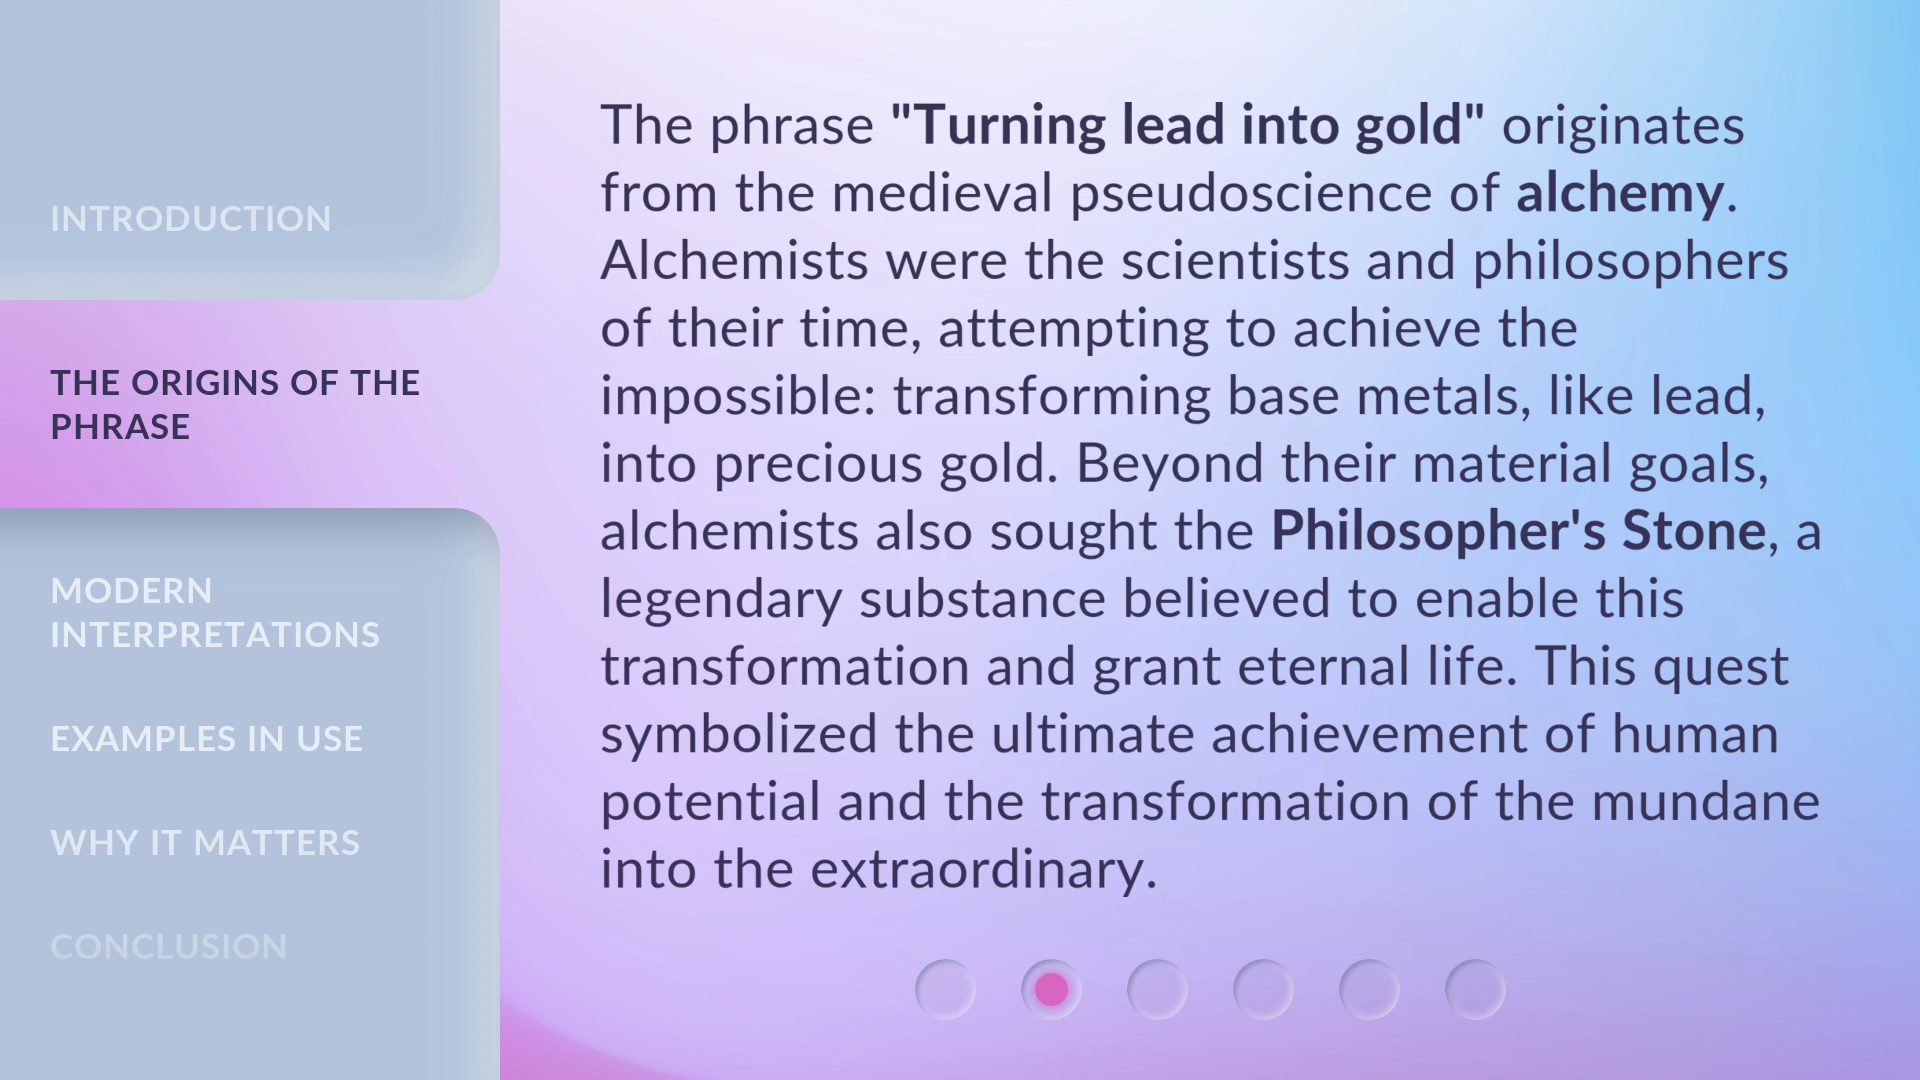 INTRODUCTION
THE ORIGINS OF THE
PHRASE
MODERN
INTERPRETATIONS
EXAMPLES IN USE
WHY IT MATTERS
CONCLUSION
The phrase "Turning lead into gold" originates
from the medieval pseudoscience of alchemy.
Alchemists were the scientists and philosophers
of their time, attempting to achieve the
impossible: transforming base metals, like lead,
into precious gold. Beyond their material goals,
alchemists also sought the Philosopher's Stone, a
legendary substance believed to enable this
transformation and grant eternal life. This quest
symbolized the ultimate achievement of human
potential and the transformation of the mundane
into the extraordinary.